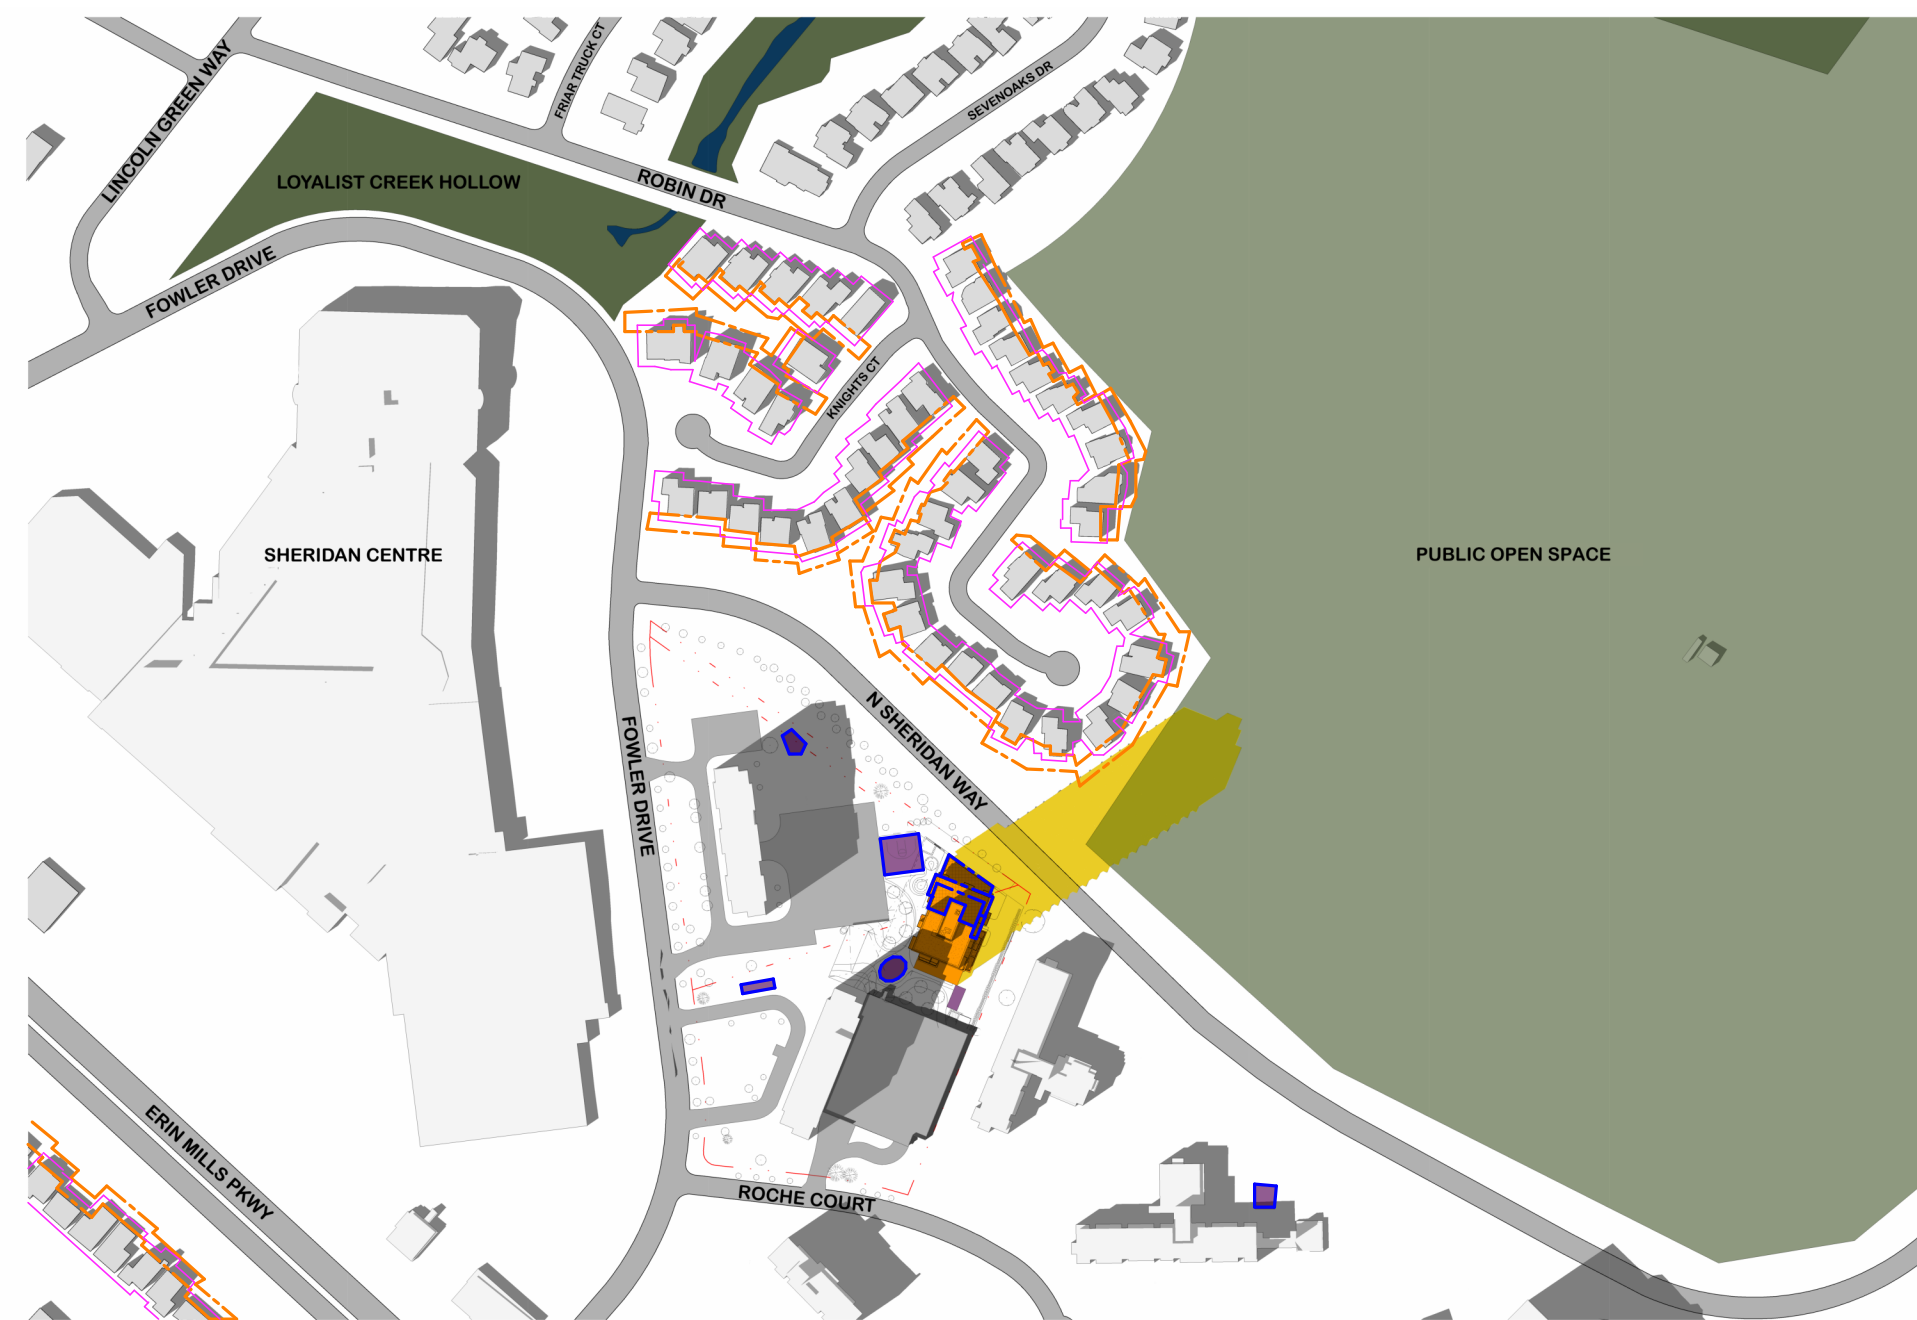 FRIAR TRUCK CT
LINCOLN GREEN WAY
SEVENOAKS DR
LOYALIST CREEK HOLLOW
ROBIN DR
FOWLER DRIVE
KNIGHTS CT
SHERIDAN CENTRE
PUBLIC OPEN SPACE
N SHERIDAN WAY
FOWLER DRIVE
ERIN MILLS PKWY
ROCHE COURT